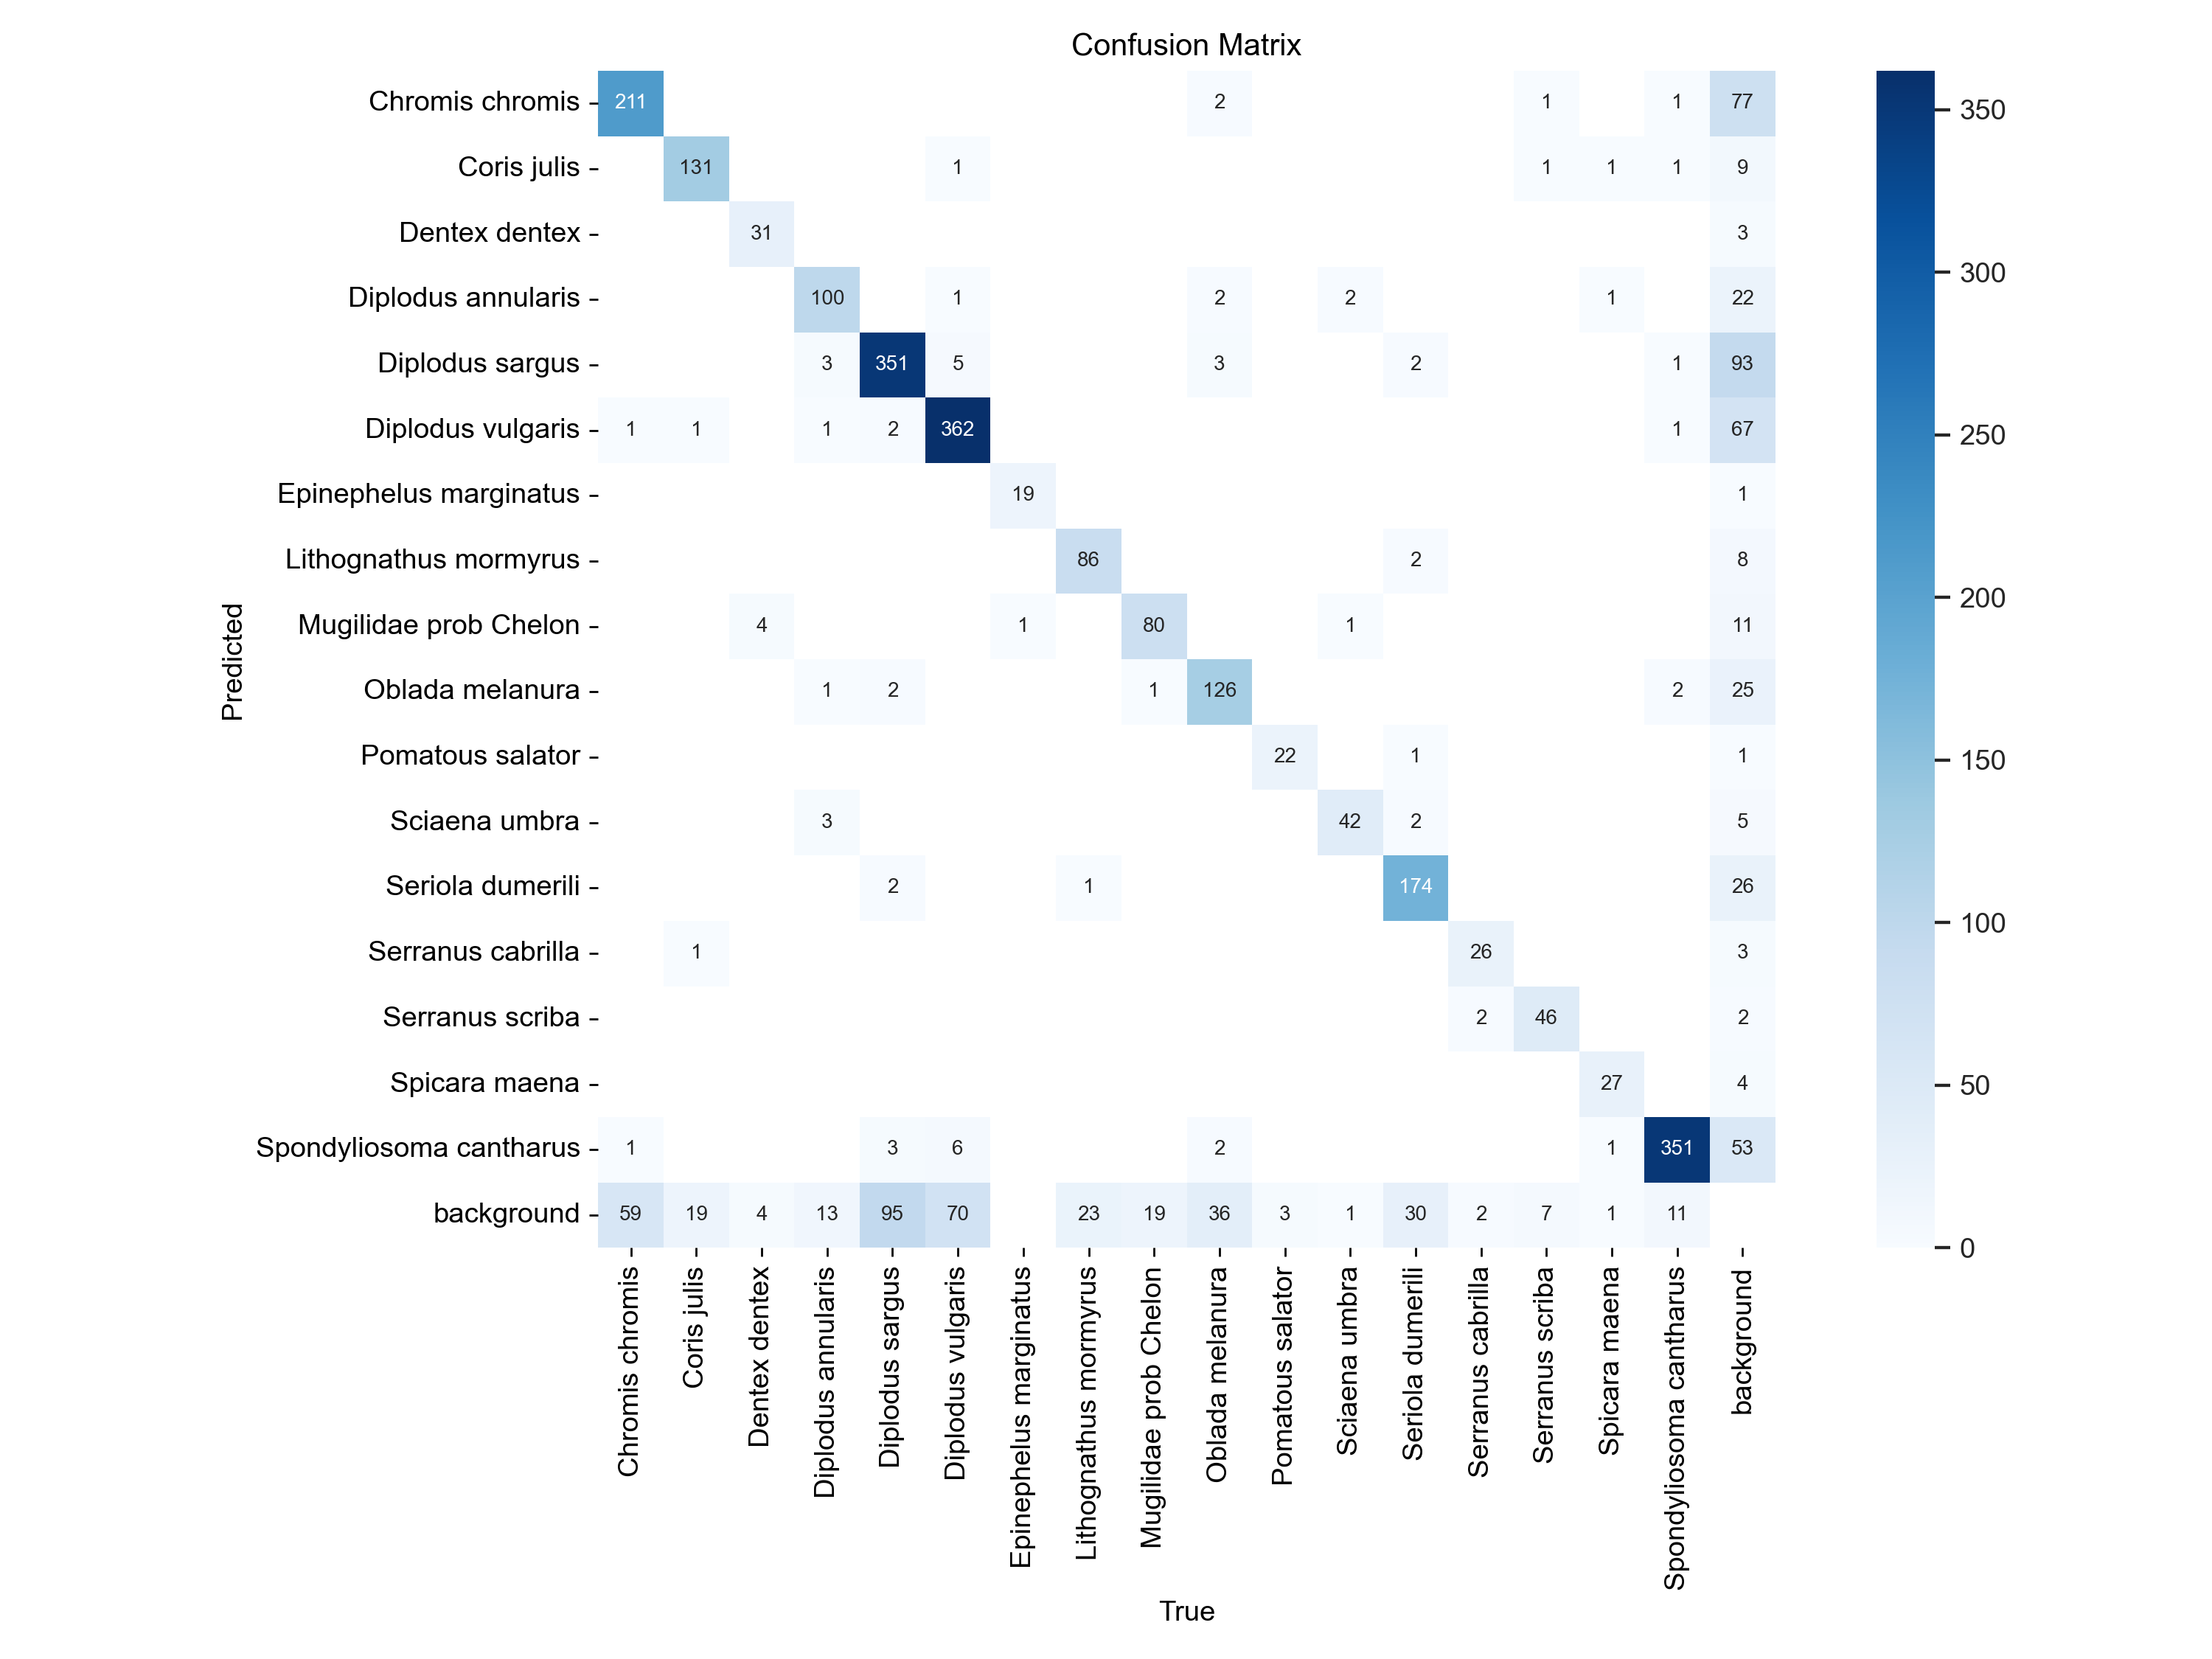 Confusion Matrix
Chromis chromis 211 2 1 1 77
Coris julis 131 1 1 1 1 9
Dentex dentex 31 3
Diplodus annularis 100 1 2 2 1 22
Diplodus sargus 3 351 5 3 2 1 93
Diplodus vulgaris 1 1 1 2 362 1 67
Epinephelus marginatus 19 1
Lithognathus mormyrus 86 2 8
Mugilidae prob Chelon 4 1 80 1 11
Oblada melanura 1 2 1 126 2 25
Pomatous salator 22 1 1
Sciaena umbra 3 42 2 5
Seriola dumerili 2 1 174 26
Serranus cabrilla 1 26 3
Serranus scriba 2 46 2
Spicara maena 27 4
Spondyliosoma cantharus 1 3 6 2 1 351 53
background 59 19 4 13 95 70 23 19 36 3 1 30 2 7 1 11
Predicted
Chromis chromis
Coris julis
Dentex dentex
Diplodus annularis
Diplodus sargus
Diplodus vulgaris
Epinephelus marginatus
Lithognathus mormyrus
Mugilidae prob Chelon
Oblada melanura
Pomatous salator
Sciaena umbra
Seriola dumerili
Serranus cabrilla
Serranus scriba
Spicara maena
Spondyliosoma cantharus
background
True
350
300
250
200
150
100
50
0